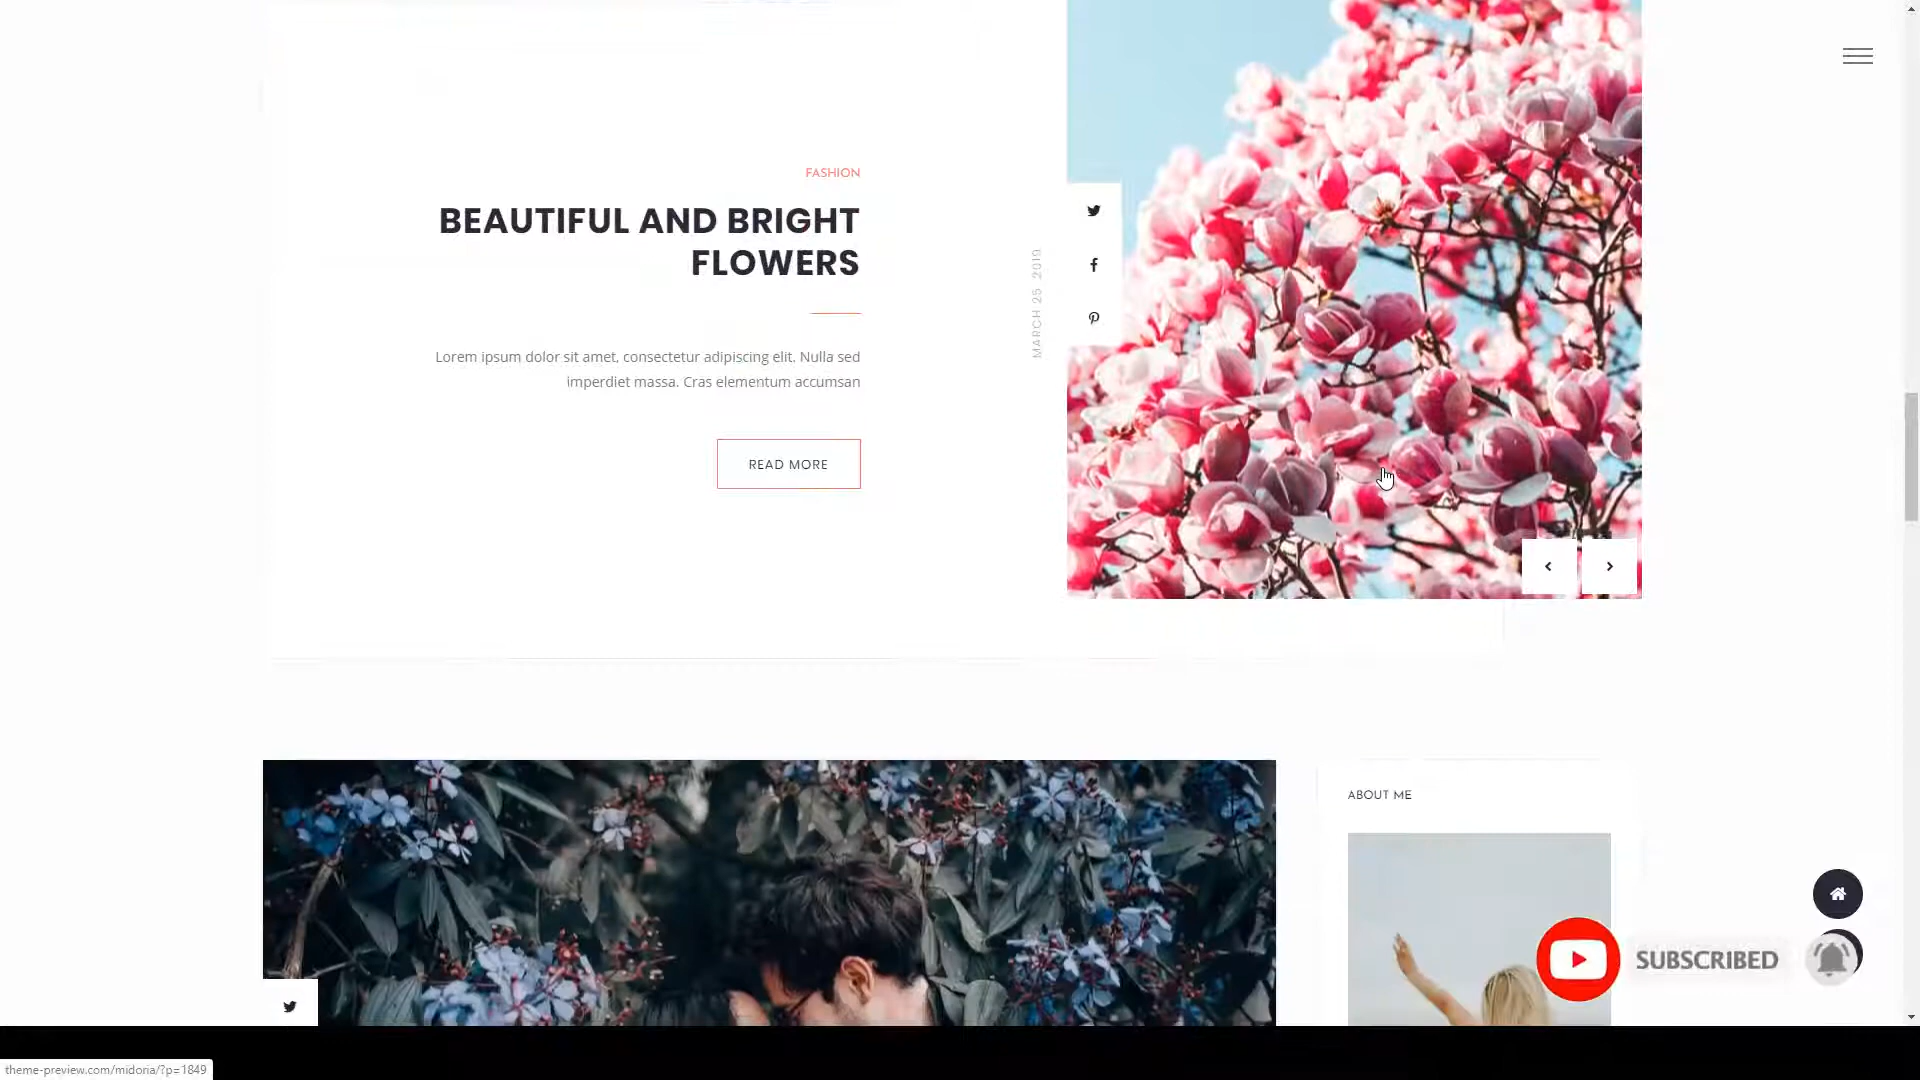 FASHION
BEAUTIFUL AND BRIGHT
FLOWERS
Lorem ipsum dolor sit amet, consectetur adipiscing elit. Nulla sed
imperdiet massa. Cras elementum accumsan
READ MORE
MARCH 25 2019
ABOUT ME
SUBSCRIBED
theme-preview.com/midoria/?p=1849